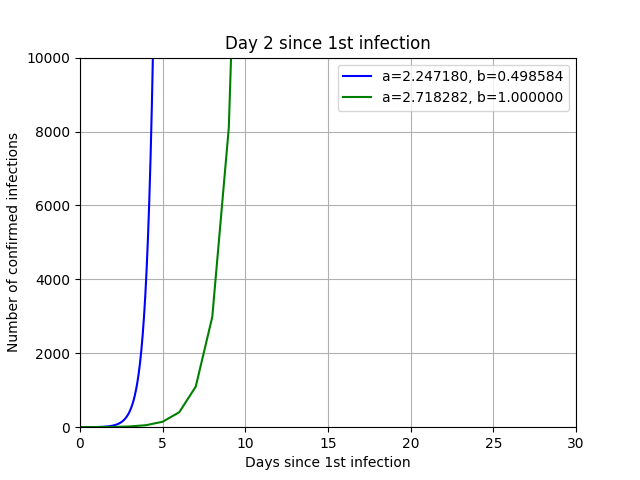 Day 2 since 1st infection
a=2.247180, b=0.498584
a=2.718282, b=1.000000
Number of confirmed infections
10000
8000
6000
4000
2000
0
0 5 10 15 20 25 30
Days since 1st infection